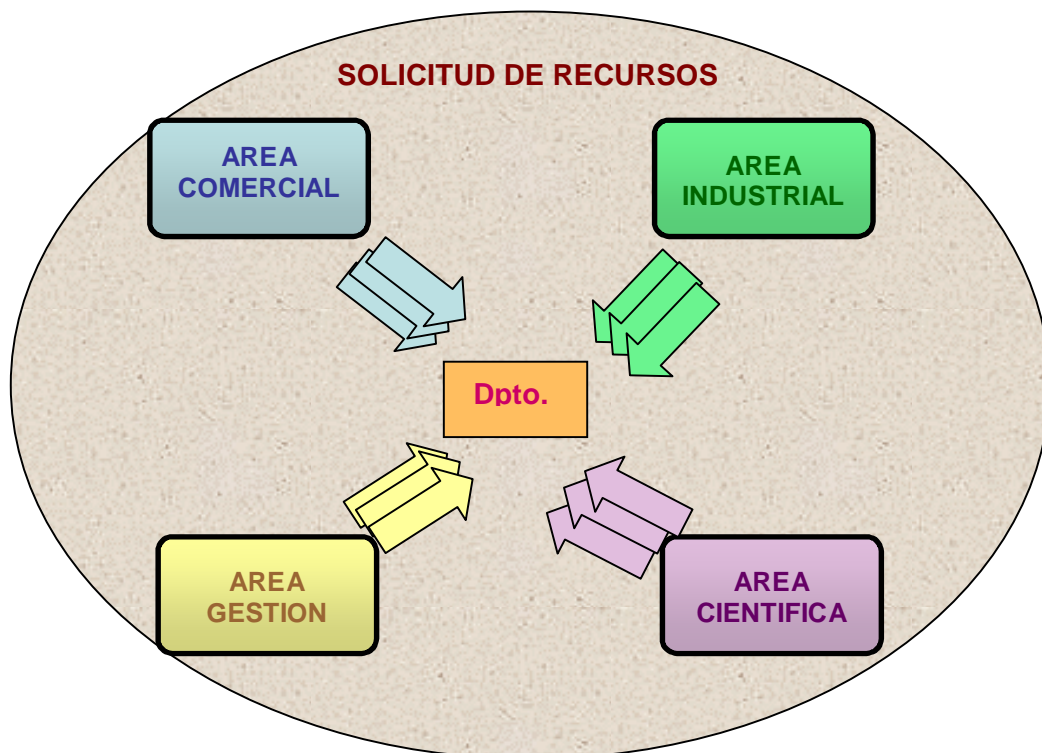 SOLICITUD DE RECURSOS
AREA
COMERCIAL
AREA
INDUSTRIAL
Dpto.
AREA
GESTION
AREA
CIENTIFICA